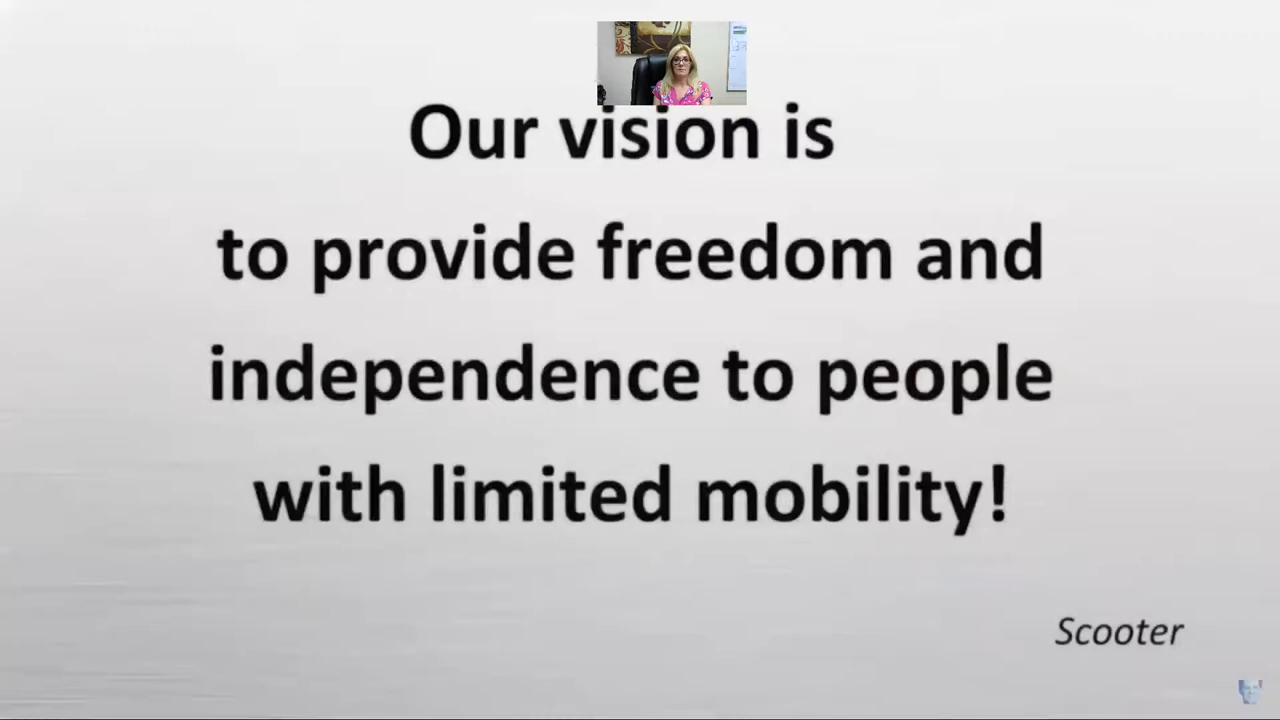 Our vision is
to provide freedom and
independence to people
with limited mobility!
Scooter